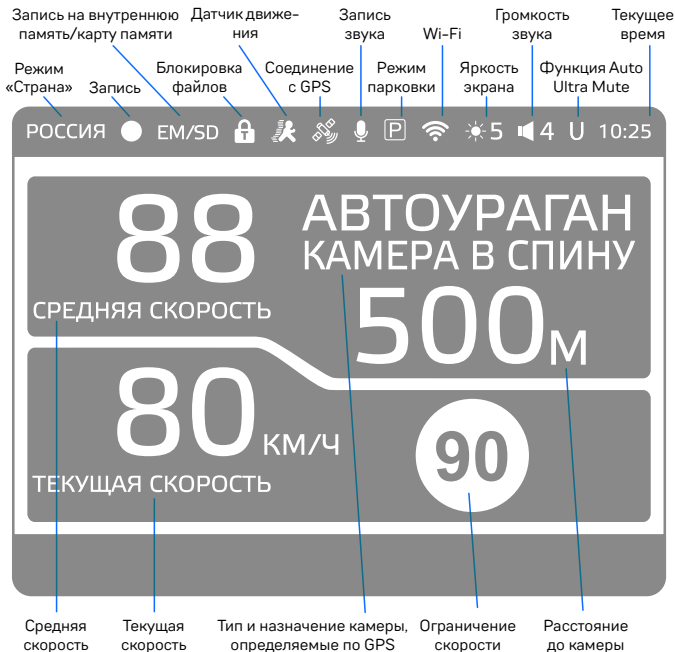 Запись на внутреннюю
память/карту памяти
Датчик движе-
ния
Запись
звука
Wi-Fi
Громкость
звука
Текущее
время
Режим
«Страна»
Запись
Блокировка
файлов
Соединение
с GPS
Режим
парковки
Яркость
экрана
Функция Auto
Ultra Mute
РОССИЯ EM/SD P 5 4 U 10:25
88
СРЕДНЯЯ СКОРОСТЬ
АВТОУРАГАН
КАМЕРА В СПИНУ
500м
80 КМ/Ч
ТЕКУЩАЯ СКОРОСТЬ
90
Средняя
скорость
Текущая
скорость
Тип и назначение камеры,
определяемые по GPS
Ограничение
скорости
Расстояние
до камеры